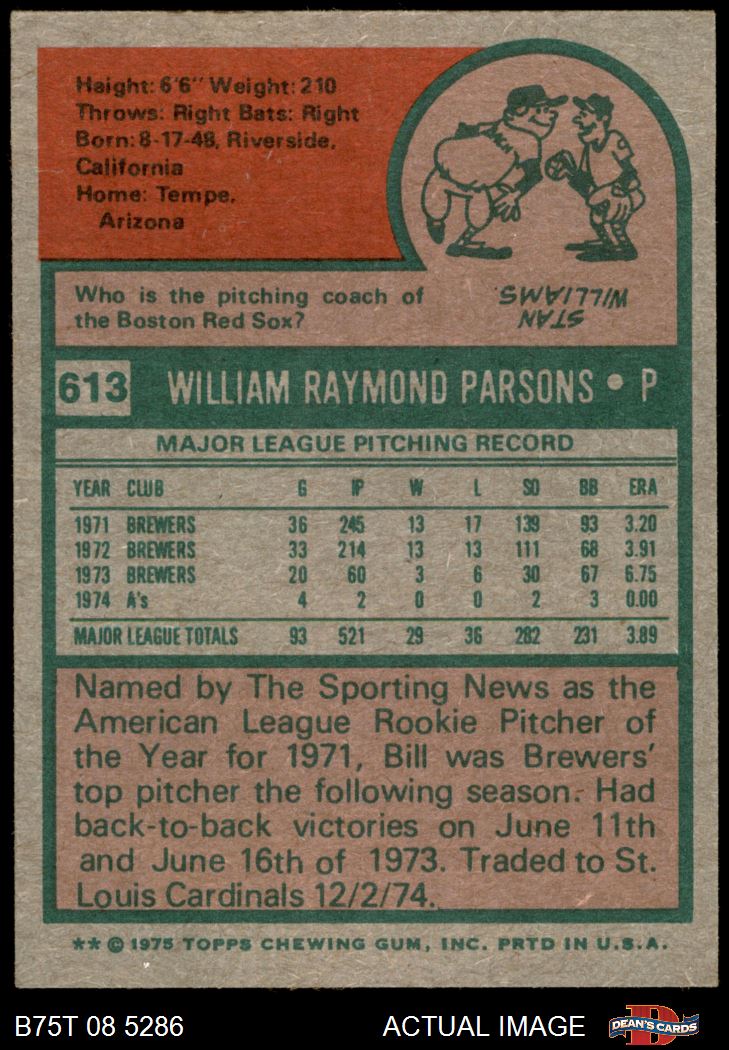 Height: 6'6" Weight: 210
Throws: Right Bats: Right
Born: 8-17-48, Riverside,
California
Home: Tempe,
Arizona
Who is the pitching coach of
the Boston Red Sox?
STAN
WILLIAMS
613 WILLIAM RAYMOND PARSONS • P
MAJOR LEAGUE PITCHING RECORD
YEAR CLUB G IP W L SO BB ERA
1971 BREWERS 36 245 13 17 139 93 3.20
1972 BREWERS 33 214 13 13 111 68 3.91
1973 BREWERS 20 60 3 6 30 67 6.75
1974 A's 4 2 0 0 2 3 0.00
MAJOR LEAGUE TOTALS 93 521 29 36 282 231 3.89
Named by The Sporting News as the
American League Rookie Pitcher of
the Year for 1971, Bill was Brewers'
top pitcher the following season. Had
back-to-back victories on June 11th
and June 16th of 1973. Traded to St.
Louis Cardinals 12/2/74.
** © 1975 TOPPS CHEWING GUM, INC. PRTD IN U.S.A.
B75T 08 5286 ACTUAL IMAGE DEAN'S CARDS